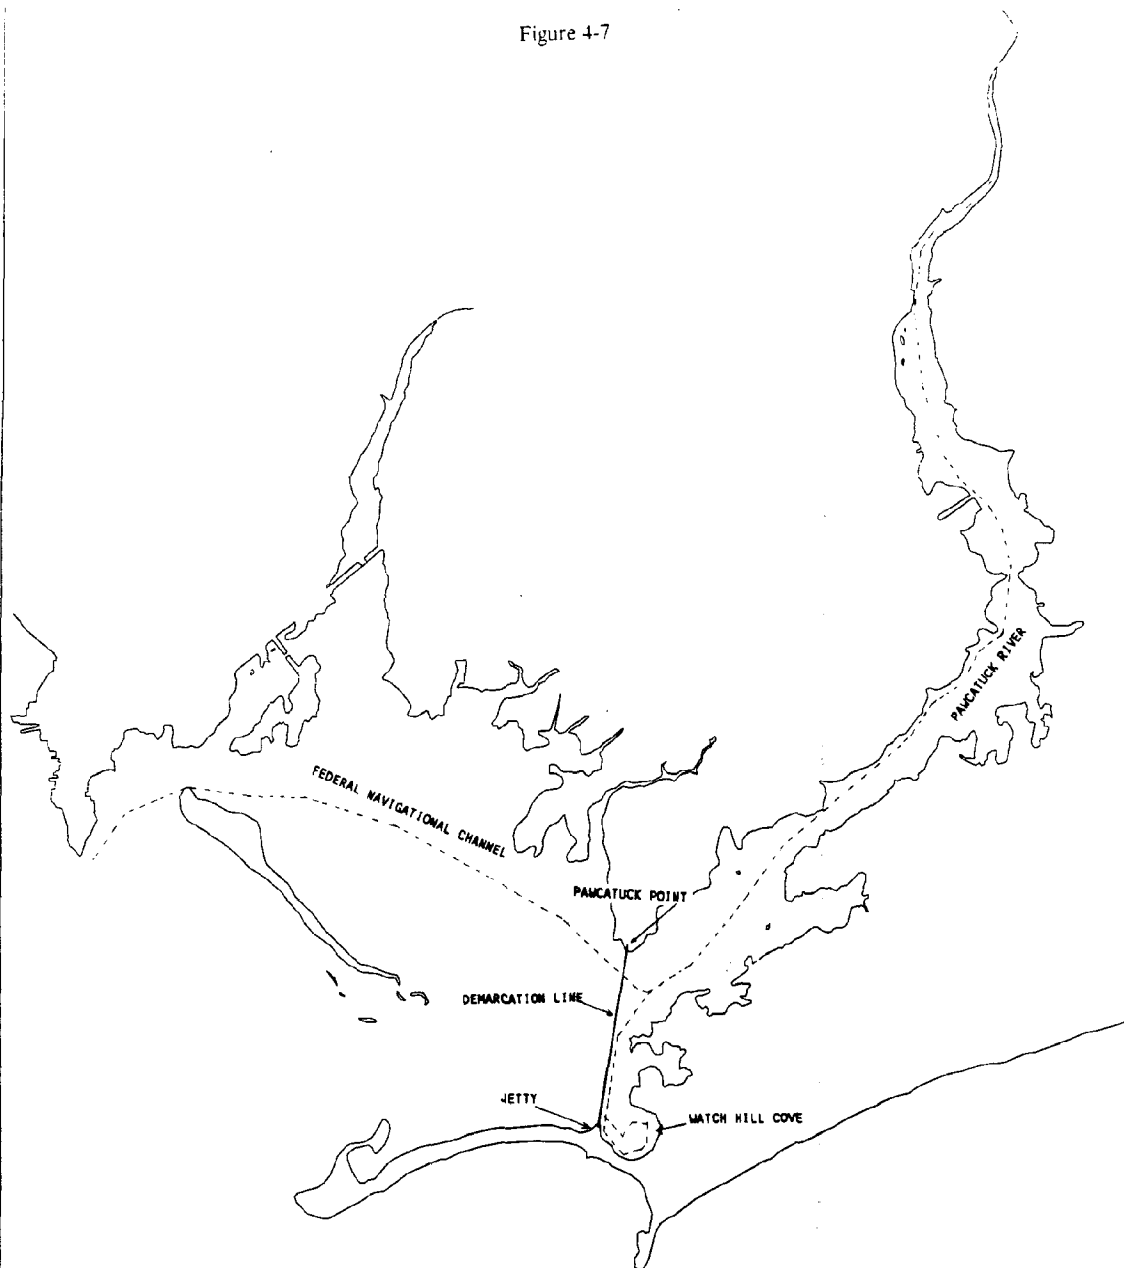 Figure 4-7
PAWCATUCK RIVER
FEDERAL NAVIGATIONAL CHANNEL
PAWCATUCK POINT
DEMARCATION LINE
JETTY
WATCH HILL COVE